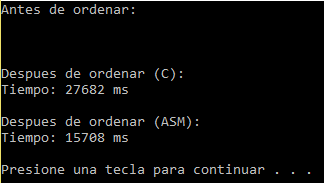 Antes de ordenar:
Despues de ordenar (C):
Tiempo: 27682 ms
Despues de ordenar (ASM):
Tiempo: 15708 ms
Presione una tecla para continuar . . .